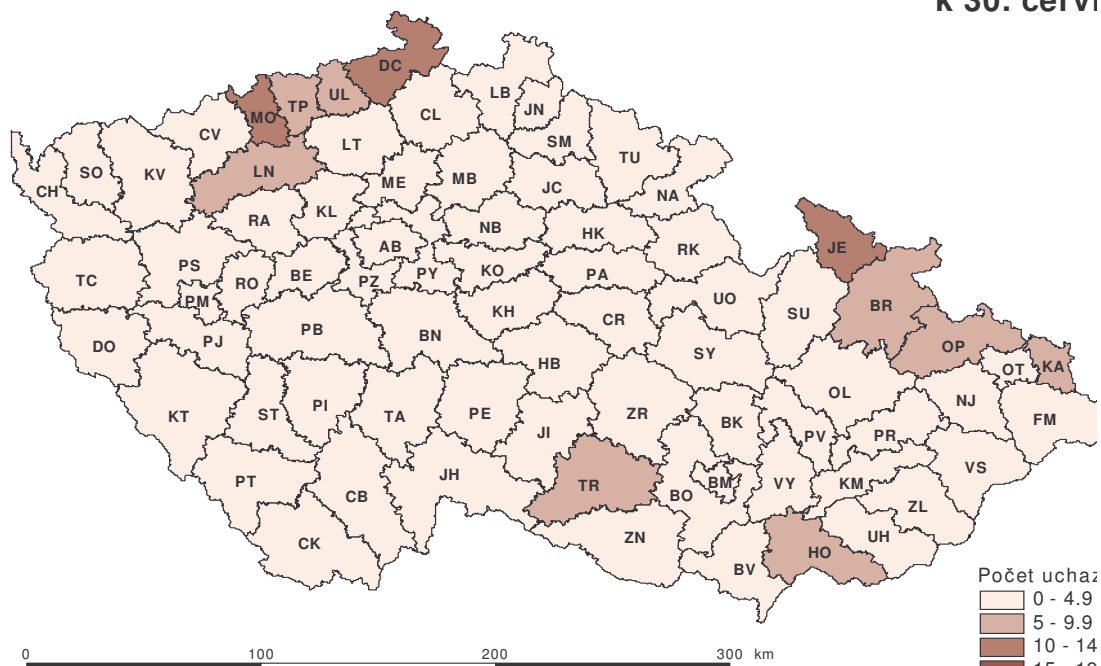 k 30. červ
DC
UL
TP
LB
MO
JN
CV
CL
LT
SM
TU
SO
KV
LN
CH
ME
MB
JC
NA
RA
KL
NB
HK
AB
RK
JE
PS
TC
RO
BE
PZ
PY
KO
PA
PM
UO
BR
KH
CR
SU
PB
BN
PJ
DO
SY
OP
HB
OT
KA
OL
NJ
KT
ST
PI
TA
PE
ZR
FM
BK
JI
PV
PR
VS
PT
JH
TR
BM
VY
KM
CB
BO
ZL
CK
ZN
UH
HO
BV
Počet uchaz
0 - 4.9
5 - 9.9
10 - 14
0 100 200 300 km